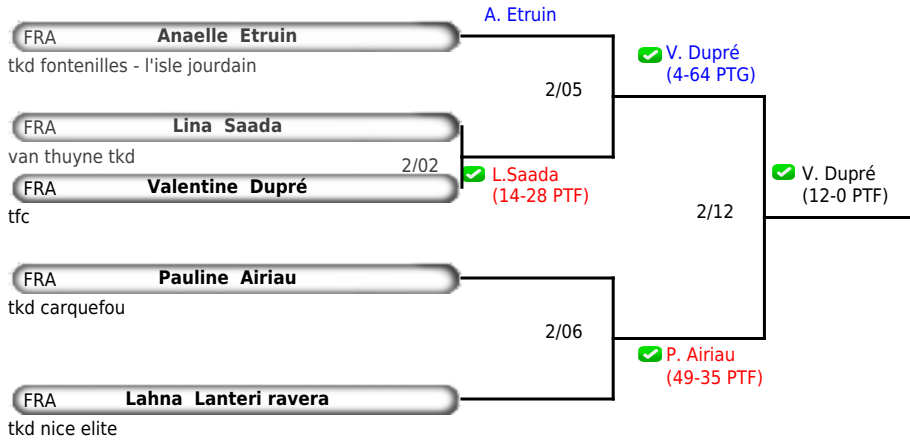 A. Etruin
FRA Anaelle Etruin
tkd fontenilles - l'isle jourdain
V. Dupré
(4-64 PTG)
2/05
FRA Lina Saada
van thuyne tkd
2/02
L.Saada
(14-28 PTF)
V. Dupré
(12-0 PTF)
FRA Valentine Dupré
tfc
2/12
FRA Pauline Airiau
tkd carquefou
2/06
P. Airiau
(49-35 PTF)
FRA Lahna Lanteri ravera
tkd nice elite